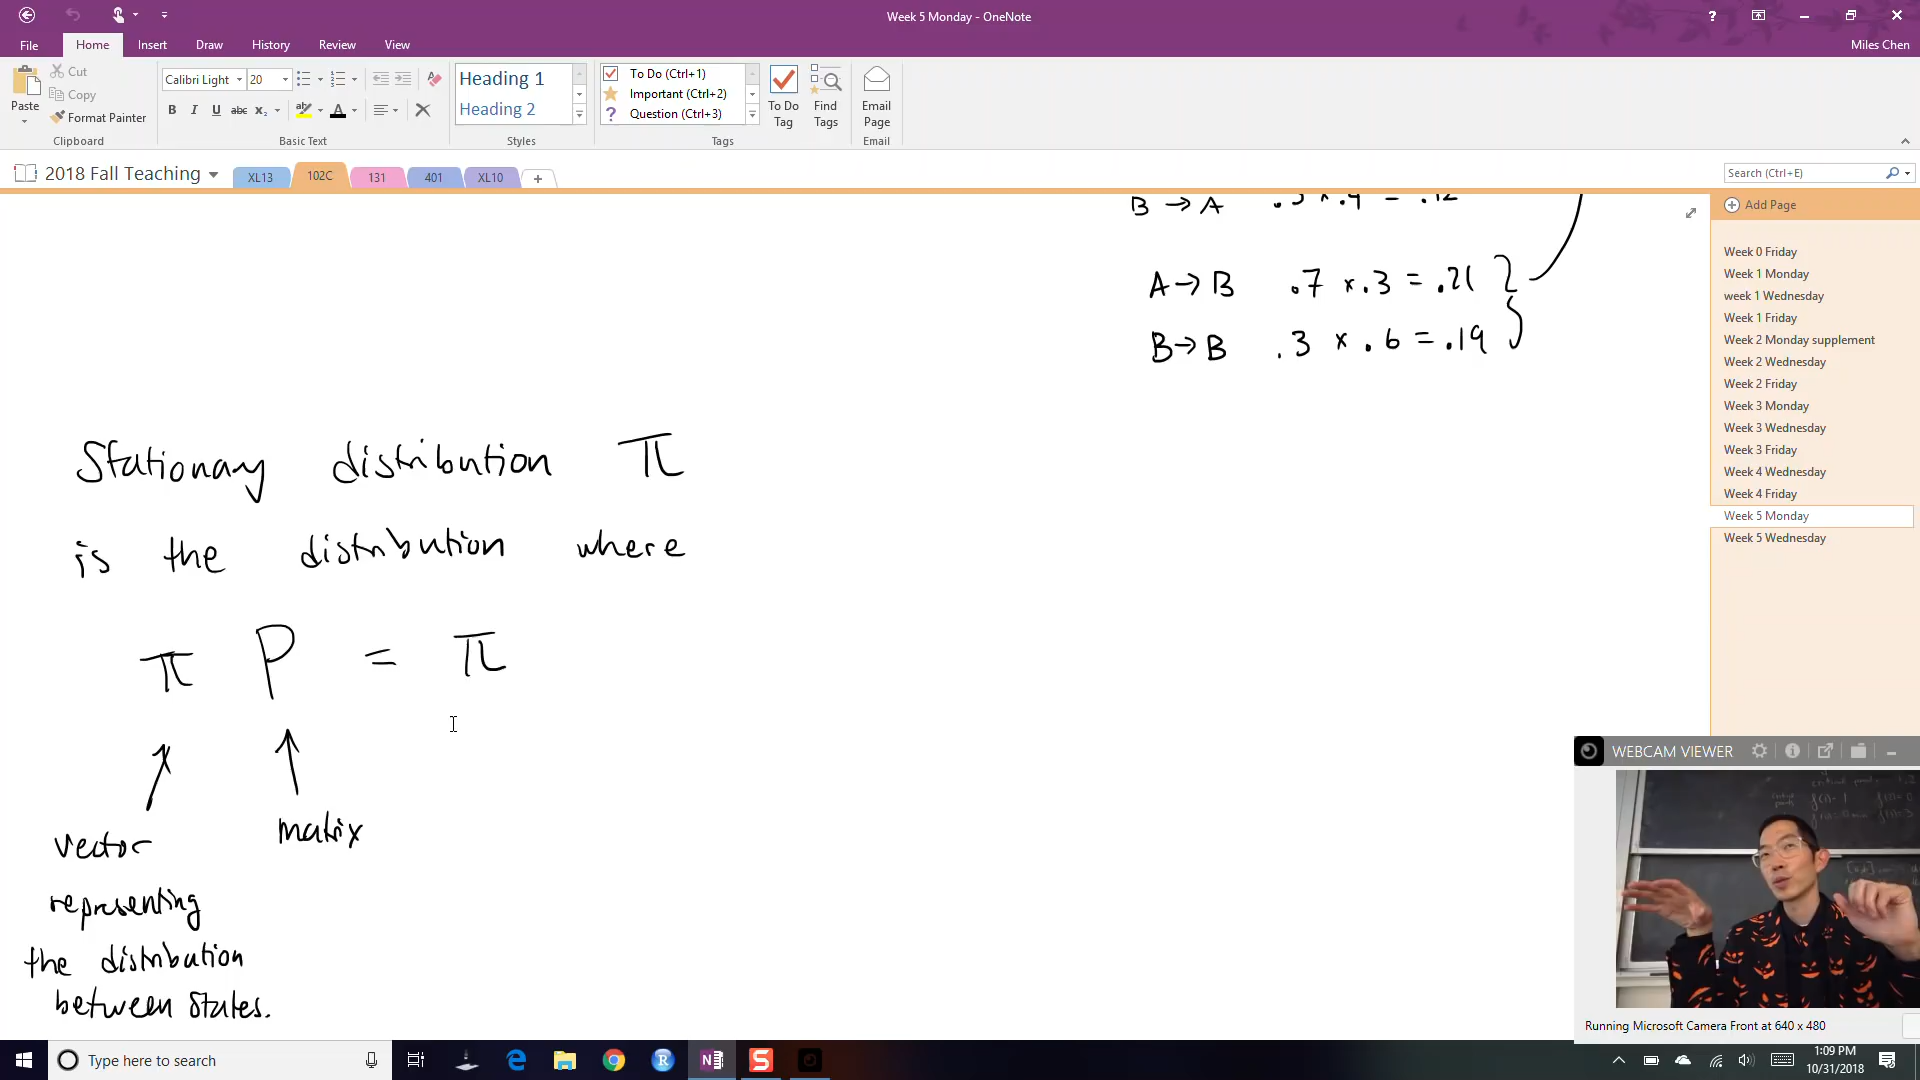 Week 5 Monday - OneNote
File Home Insert Draw History Review View
Miles Chen
Paste
Cut
Copy
Format Painter
Clipboard
Calibri Light 20
B I U abc x₂
Basic Text
Heading 1
Heading 2
Styles
To Do (Ctrl+1)
Important (Ctrl+2)
Question (Ctrl+3)
To Do Tag
Find Tags
Tags
Email Page
Email
2018 Fall Teaching
XL13 102C 131 401 XL10
Search (Ctrl+E)
B → A .3 × .4 = .12
A → B .7 × .3 = .21
B → B .3 × .6 = .19
Stationary distribution π
is the distribution where
π P = π
vector
matrix
representing
the distribution
between states.
Add Page
Week 0 Friday
Week 1 Monday
week 1 Wednesday
Week 1 Friday
Week 2 Monday supplement
Week 2 Wednesday
Week 2 Friday
Week 3 Monday
Week 3 Wednesday
Week 3 Friday
Week 4 Wednesday
Week 4 Friday
Week 5 Monday
Week 5 Wednesday
WEBCAM VIEWER
Running Microsoft Camera Front at 640 x 480
Type here to search
1:09 PM
10/31/2018